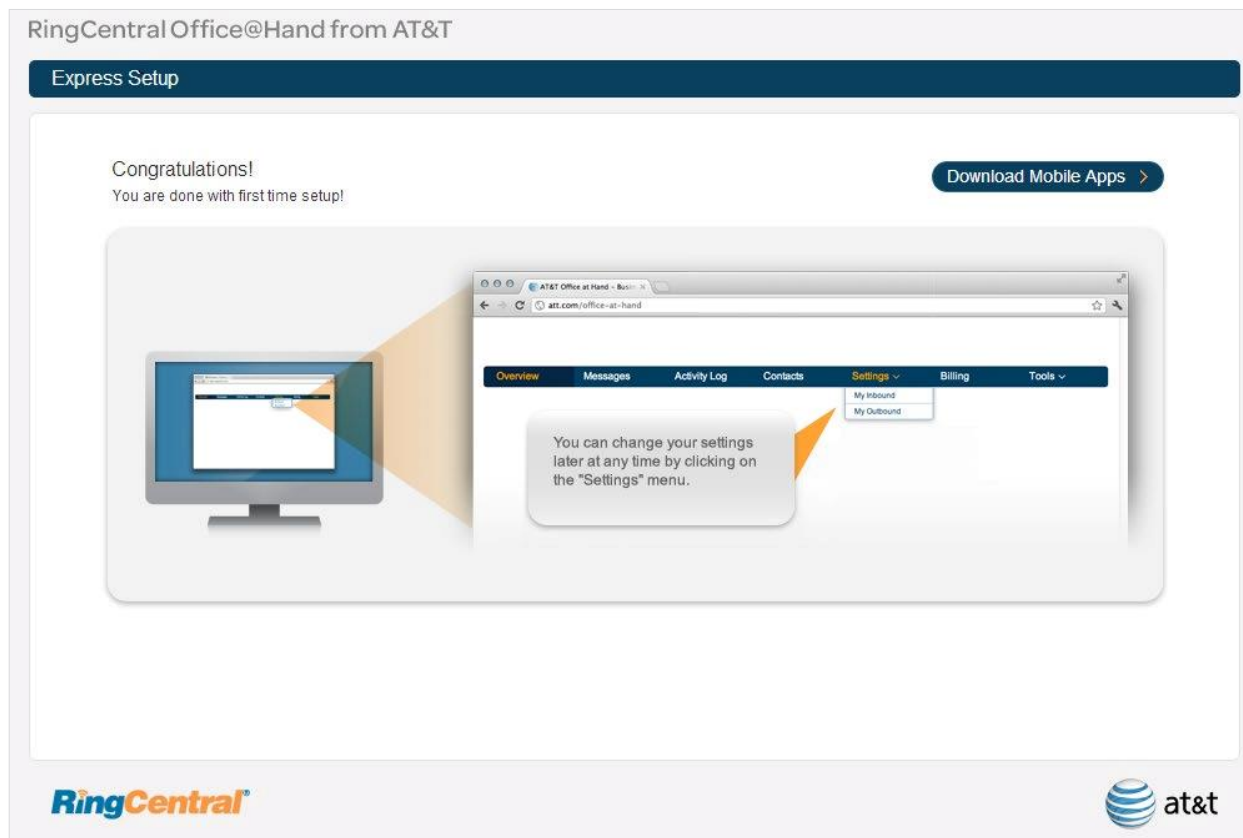 RingCentral Office@Hand from AT&T
Express Setup
Congratulations!
You are done with first time setup!
Download Mobile Apps >
AT&T Office at Hand - Busin
att.com/office-at-hand
Overview Messages Activity Log Contacts Settings Billing Tools
My Inbound
My Outbound
You can change your settings
later at any time by clicking on
the "Settings" menu.
RingCentral®
at&t